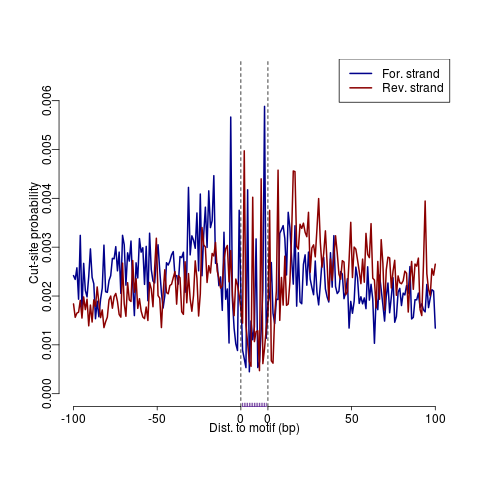 For. strand
Rev. strand
Cut-site probability
0.006
0.005
0.004
0.003
0.002
0.001
0.000
-100 -50 0 0 50 100
Dist. to motif (bp)